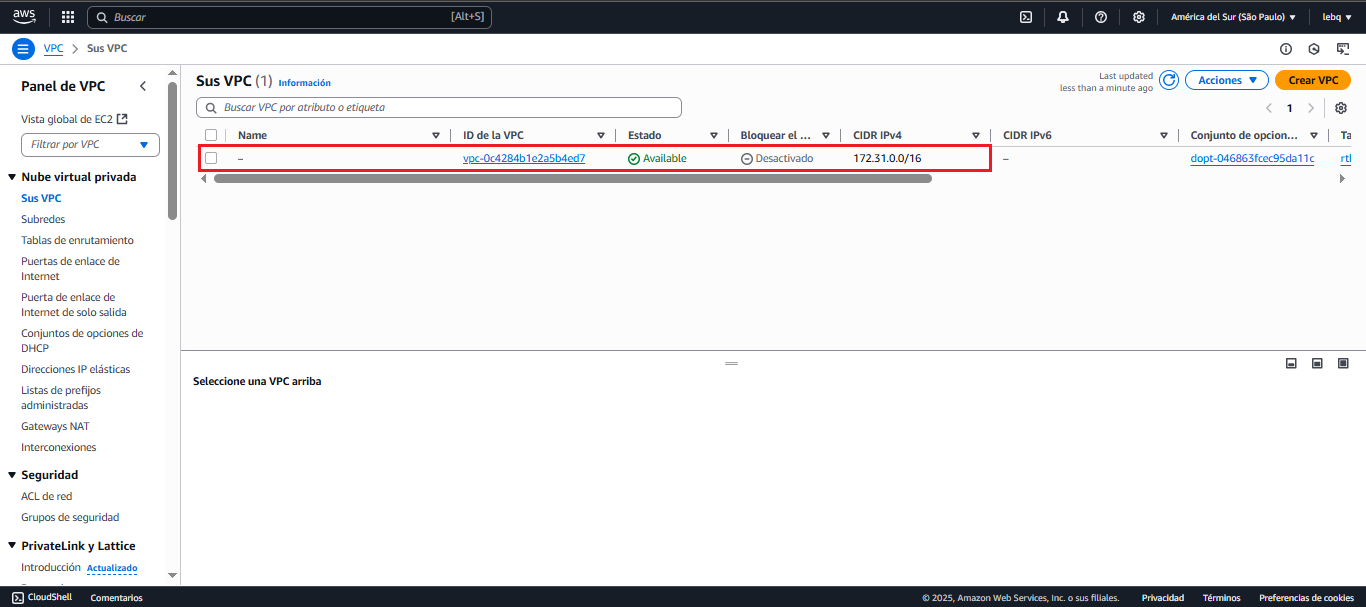 aws
Buscar
[Alt+S]
América del Sur (São Paulo)
lebq
VPC
Sus VPC
Panel de VPC
Vista global de EC2
Filtrar por VPC
Nube virtual privada
Sus VPC
Subredes
Tablas de enrutamiento
Puertas de enlace de
Internet
Puerta de enlace de
Internet de solo salida
Conjuntos de opciones de
DHCP
Direcciones IP elásticas
Listas de prefijos
administradas
Gateways NAT
Interconexiones
Seguridad
ACL de red
Grupos de seguridad
PrivateLink y Lattice
Introducción Actualizado
Sus VPC (1) Información
Last updated
less than a minute ago
Acciones
Crear VPC
Buscar VPC por atributo o etiqueta
1
Name ID de la VPC Estado Bloquear el ... CIDR IPv4 CIDR IPv6 Conjunto de opcion... Ta
– vpc-0c4284b1e2a5b4ed7 Available Desactivado 172.31.0.0/16 – dopt-046863fcec95da11c rtl
Seleccione una VPC arriba
CloudShell Comentarios © 2025, Amazon Web Services, Inc. o sus filiales. Privacidad Términos Preferencias de cookies